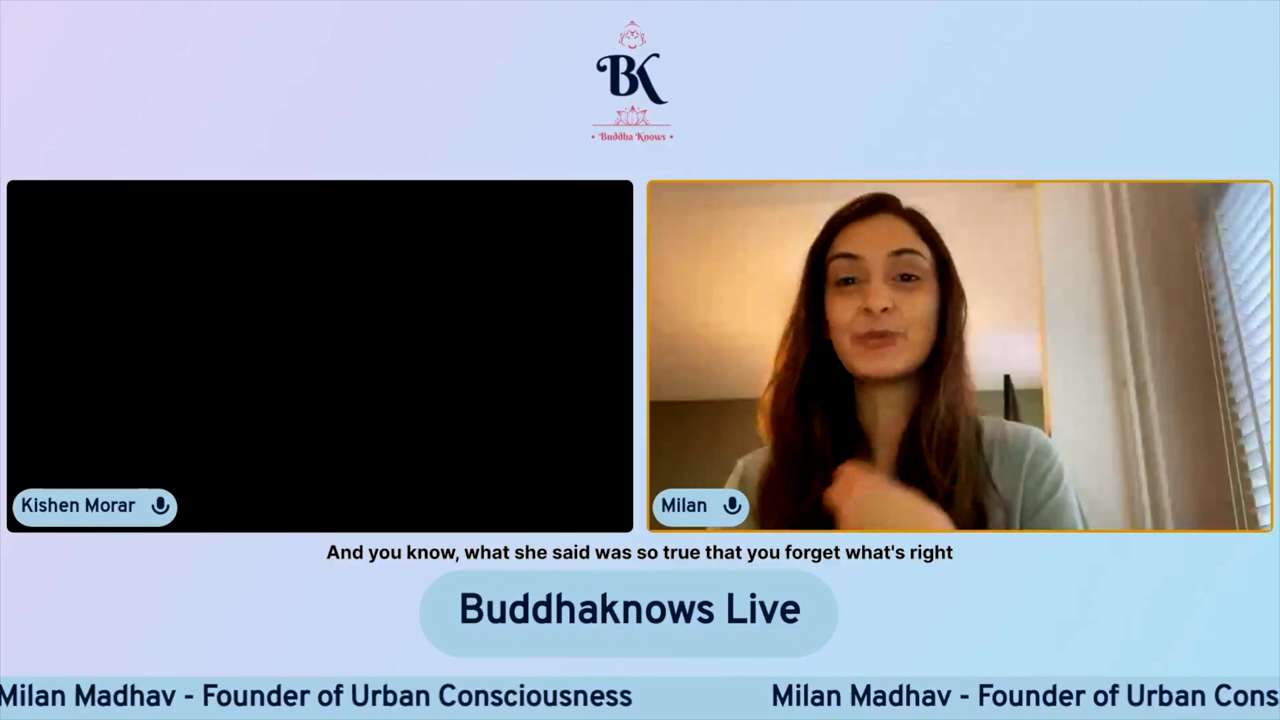 BK
• Buddha Knows •
Kishen Morar
Milan
And you know, what she said was so true that you forget what's right
Buddhaknows Live
Milan Madhav - Founder of Urban Consciousness
Milan Madhav - Founder of Urban Cons